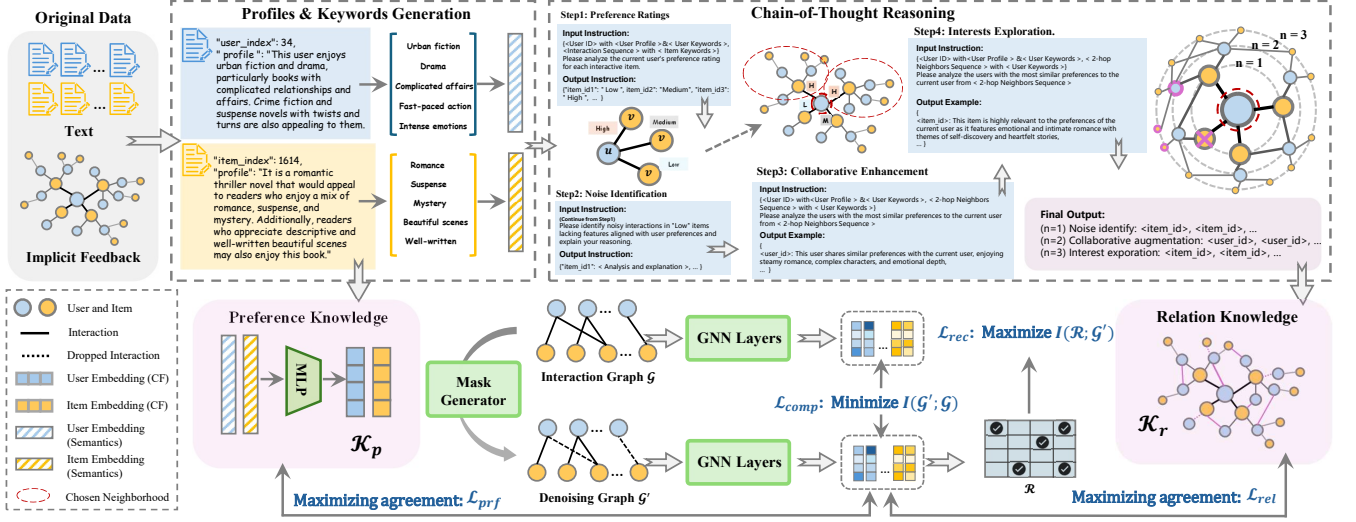 Original Data
Text
Implicit Feedback
Profiles & Keywords Generation
"user_index": 34,
"profile": "This user enjoys
urban fiction and drama,
particularly books with
complicated relationships and
affairs. Crime fiction and
suspense novels with twists and
turns are also appealing to them.
Urban fiction
Drama
Complicated affairs
Fast-paced action
Intense emotions
"item_index": 1614,
"profile": "It is a romantic
thriller novel that would appeal
to readers who enjoy a mix of
romance, suspense, and
mystery. Additionally, readers
who appreciate descriptive and
well-written beautiful scenes
may also enjoy this book."
Romance
Suspense
Mystery
Beautiful scenes
Well-written
Chain-of-Thought Reasoning
Step1: Preference Ratings
Input Instruction:
{<User ID> with <User Profile >&< User Keywords >,
<Interaction Sequence > with < Item Keywords >}
Please analyze the current user's preference rating
for each interactive item.
Output Instruction:
{"item_id1": " Low ", item_id2": "Medium", "item_id3":
" High ", ... }
High
Medium
Low
u
v
v
v
Step2: Noise Identification
Input Instruction:
(Continue from Step1)
Please identify noisy interactions in "Low" items
lacking features aligned with user preferences and
explain your reasoning.
Output Instruction:
{"item_id1": < Analysis and explanation >, ... }
H
H
L
M
Step3: Collaborative Enhancement
Input Instruction:
{<User ID> with<User Profile > &< User Keywords >, < 2-hop Neighbors
Sequence > with < User Keywords >}
Please analyze the users with the most similar preferences to the current user
from < 2-hop Neighbors Sequence >
Output Example:
{
<user_id>: This user shares similar preferences with the current user, enjoying
steamy romance, complex characters, and emotional depth,
... }
Step4: Interests Exploration.
Input Instruction:
{<User ID> with<User Profile >&< User Keywords >, < 2-hop
Neighbors Sequence > with < User Keywords >}
Please analyze the users with the most similar preferences to the
current user from < 2-hop Neighbors Sequence >
Output Example:
{
<item_id>: This item is highly relevant to the preferences of the
current user as it features emotional and intimate romance with
themes of self-discovery and heartfelt stories,
... }
n = 3
n = 2
n = 1
Final Output:
(n=1) Noise identify: <item_id>, <item_id>, ...
(n=2) Collaborative augmentation: <user_id>, <user_id>, ...
(n=3) Interest exporation: <item_id>, <item_id>, ...
User and Item
Interaction
Dropped Interaction
User Embedding (CF)
Item Embedding (CF)
User Embedding
(Semantics)
Item Embedding
(Semantics)
Chosen Neighborhood
Preference Knowledge
MLP
𝒦p
Mask
Generator
Interaction Graph 𝒢
Denoising Graph 𝒢′
GNN Layers
GNN Layers
ℒrec: Maximize I(ℛ; 𝒢′)
ℒcomp: Minimize I(𝒢′; 𝒢)
ℛ
Relation Knowledge
𝒦r
Maximizing agreement: ℒprf
Maximizing agreement: ℒrel